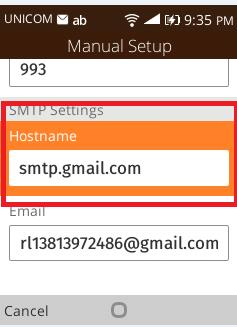 UNICOM ab 9:35 PM
Manual Setup
993
SMTP Settings
Hostname
smtp.gmail.com
Email
rl13813972486@gmail.com
Cancel